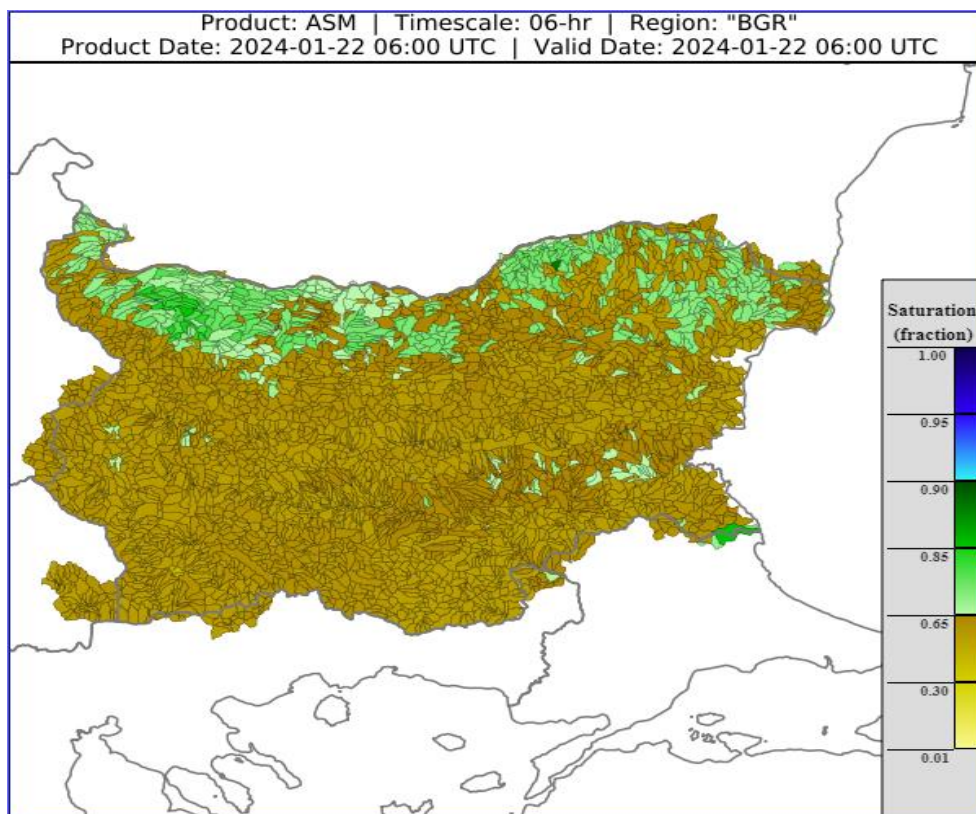 Product: ASM | Timescale: 06-hr | Region: "BGR"
Product Date: 2024-01-22 06:00 UTC | Valid Date: 2024-01-22 06:00 UTC
Saturation
(fraction)
1.00
0.95
0.90
0.85
0.65
0.30
0.01